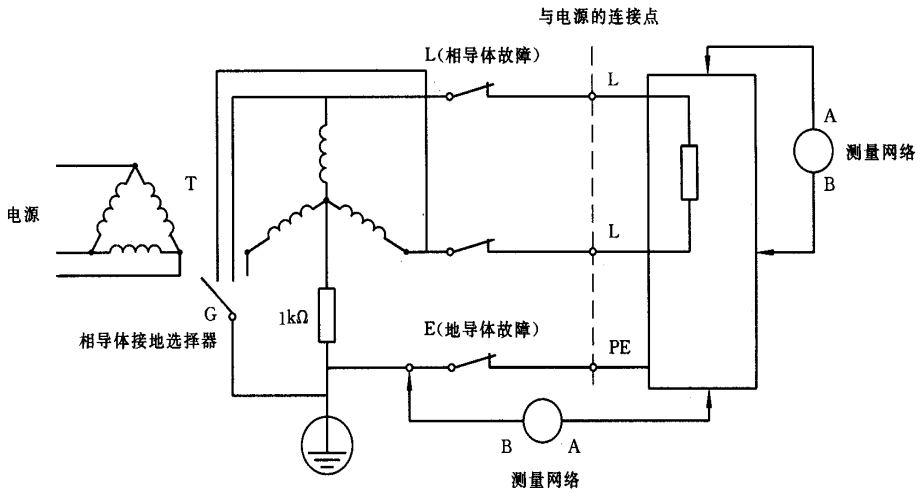 与电源的连接点
L(相导体故障)
L
A
测量网络
B
T
电源
L
G
相导体接地选择器
1kΩ
E(地导体故障)
PE
B
A
测量网络